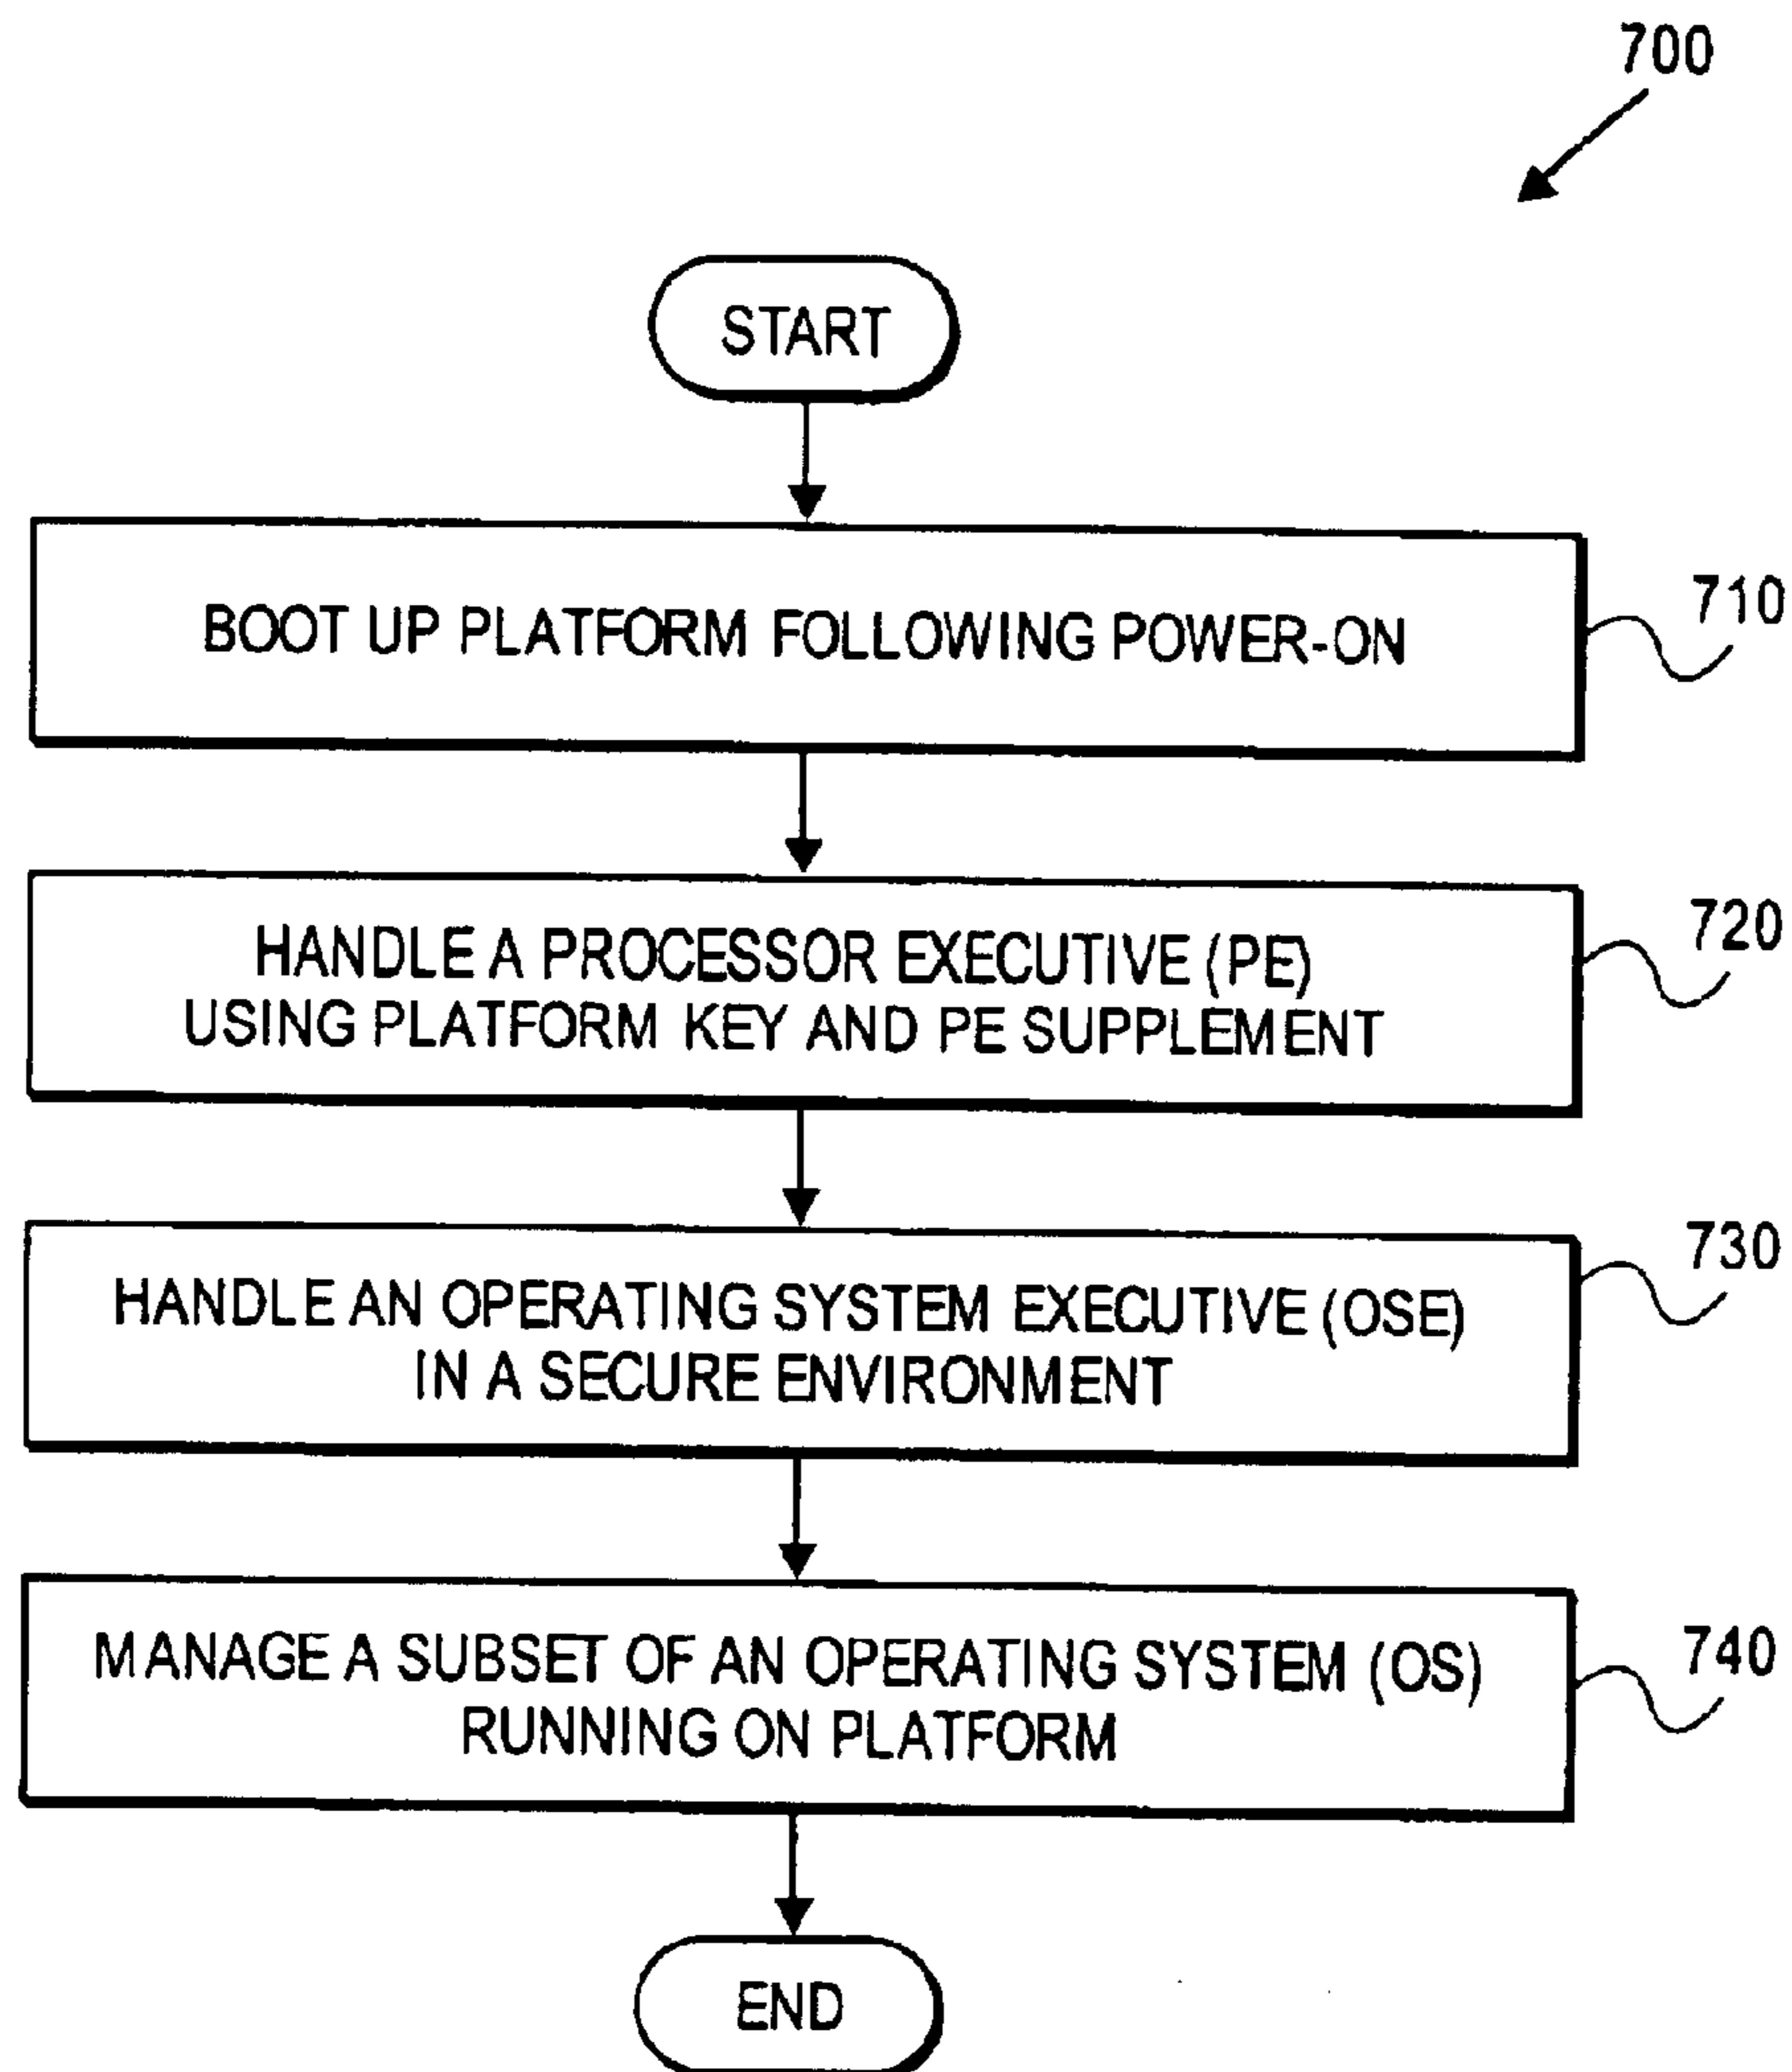 700
START
BOOT UP PLATFORM FOLLOWING POWER-ON
710
HANDLE A PROCESSOR EXECUTIVE (PE)
USING PLATFORM KEY AND PE SUPPLEMENT
720
HANDLE AN OPERATING SYSTEM EXECUTIVE (OSE)
IN A SECURE ENVIRONMENT
730
MANAGE A SUBSET OF AN OPERATING SYSTEM (OS)
RUNNING ON PLATFORM
740
END